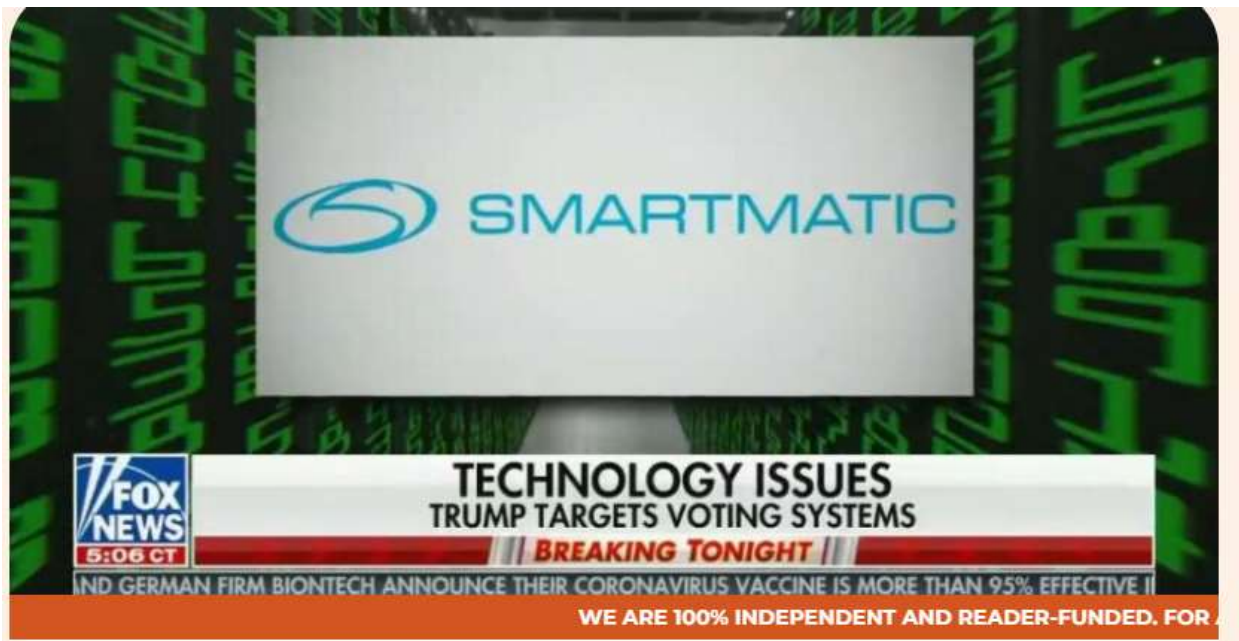 SMARTMATIC
TECHNOLOGY ISSUES
TRUMP TARGETS VOTING SYSTEMS
FOX
NEWS
5:06 CT
BREAKING TONIGHT
AND GERMAN FIRM BIONTECH ANNOUNCE THEIR CORONAVIRUS VACCINE IS MORE THAN 95% EFFECTIVE
WE ARE 100% INDEPENDENT AND READER-FUNDED. FOR